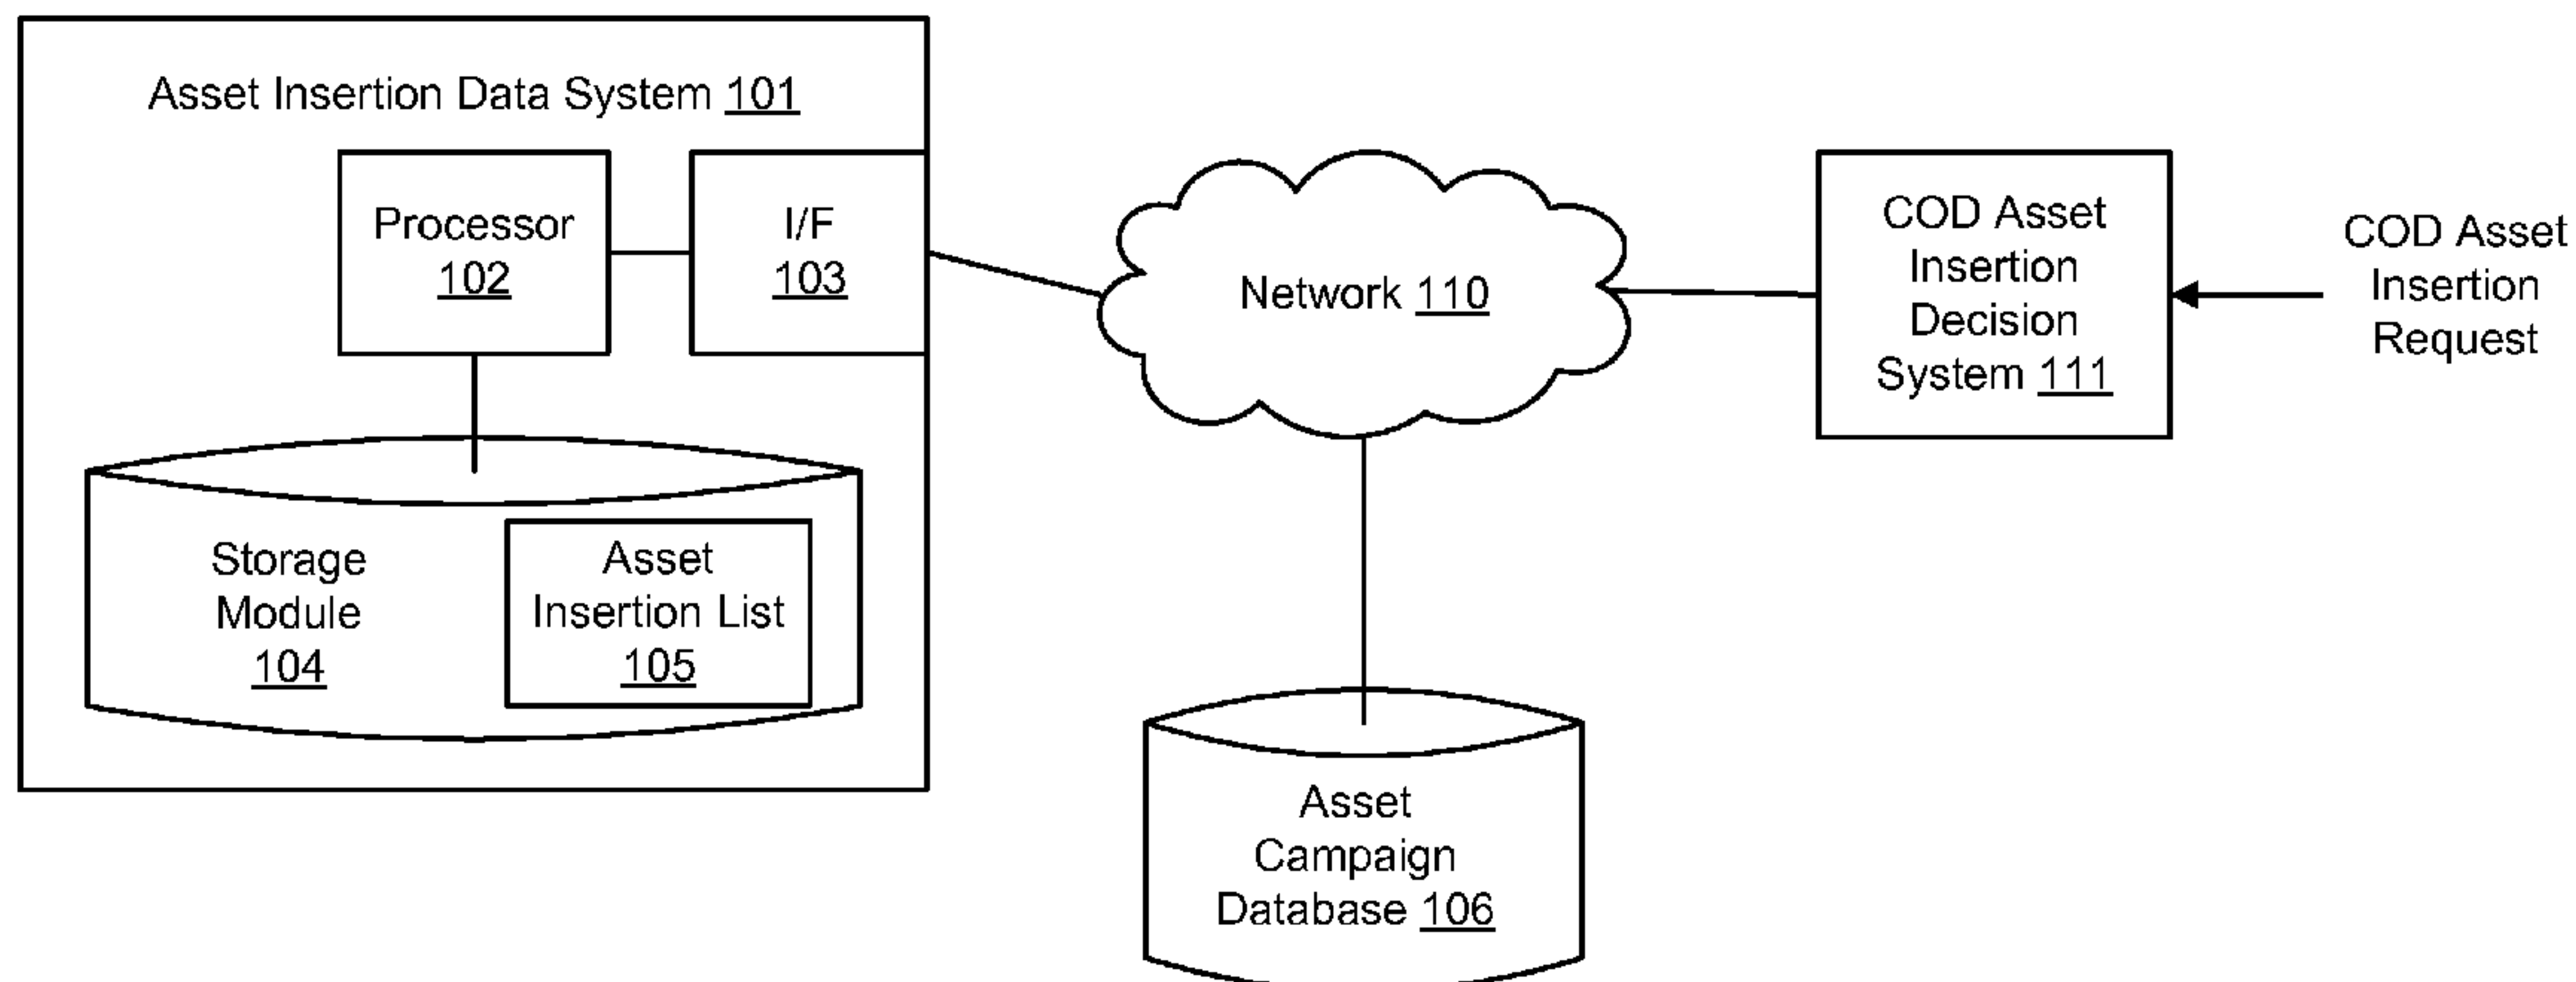 Asset Insertion Data System 101
Processor
102
I/F
103
Storage
Module
104
Asset
Insertion List
105
Network 110
Asset
Campaign
Database 106
COD Asset
Insertion
Decision
System 111
COD Asset
Insertion
Request